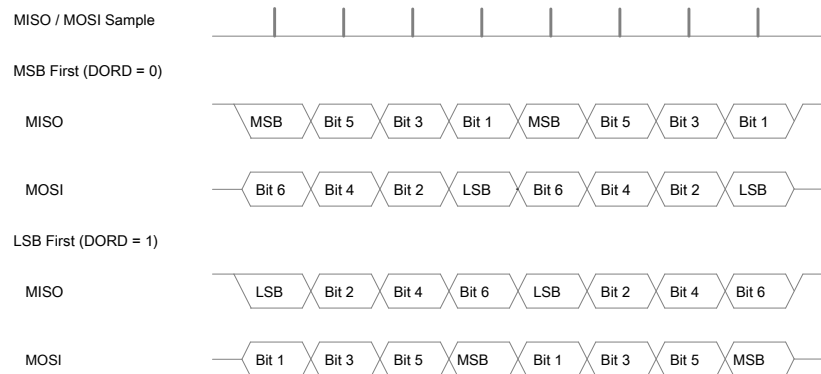 MISO / MOSI Sample
MSB First (DORD = 0)
MISO MSB Bit 5 Bit 3 Bit 1 MSB Bit 5 Bit 3 Bit 1
MOSI Bit 6 Bit 4 Bit 2 LSB Bit 6 Bit 4 Bit 2 LSB
LSB First (DORD = 1)
MISO LSB Bit 2 Bit 4 Bit 6 LSB Bit 2 Bit 4 Bit 6
MOSI Bit 1 Bit 3 Bit 5 MSB Bit 1 Bit 3 Bit 5 MSB